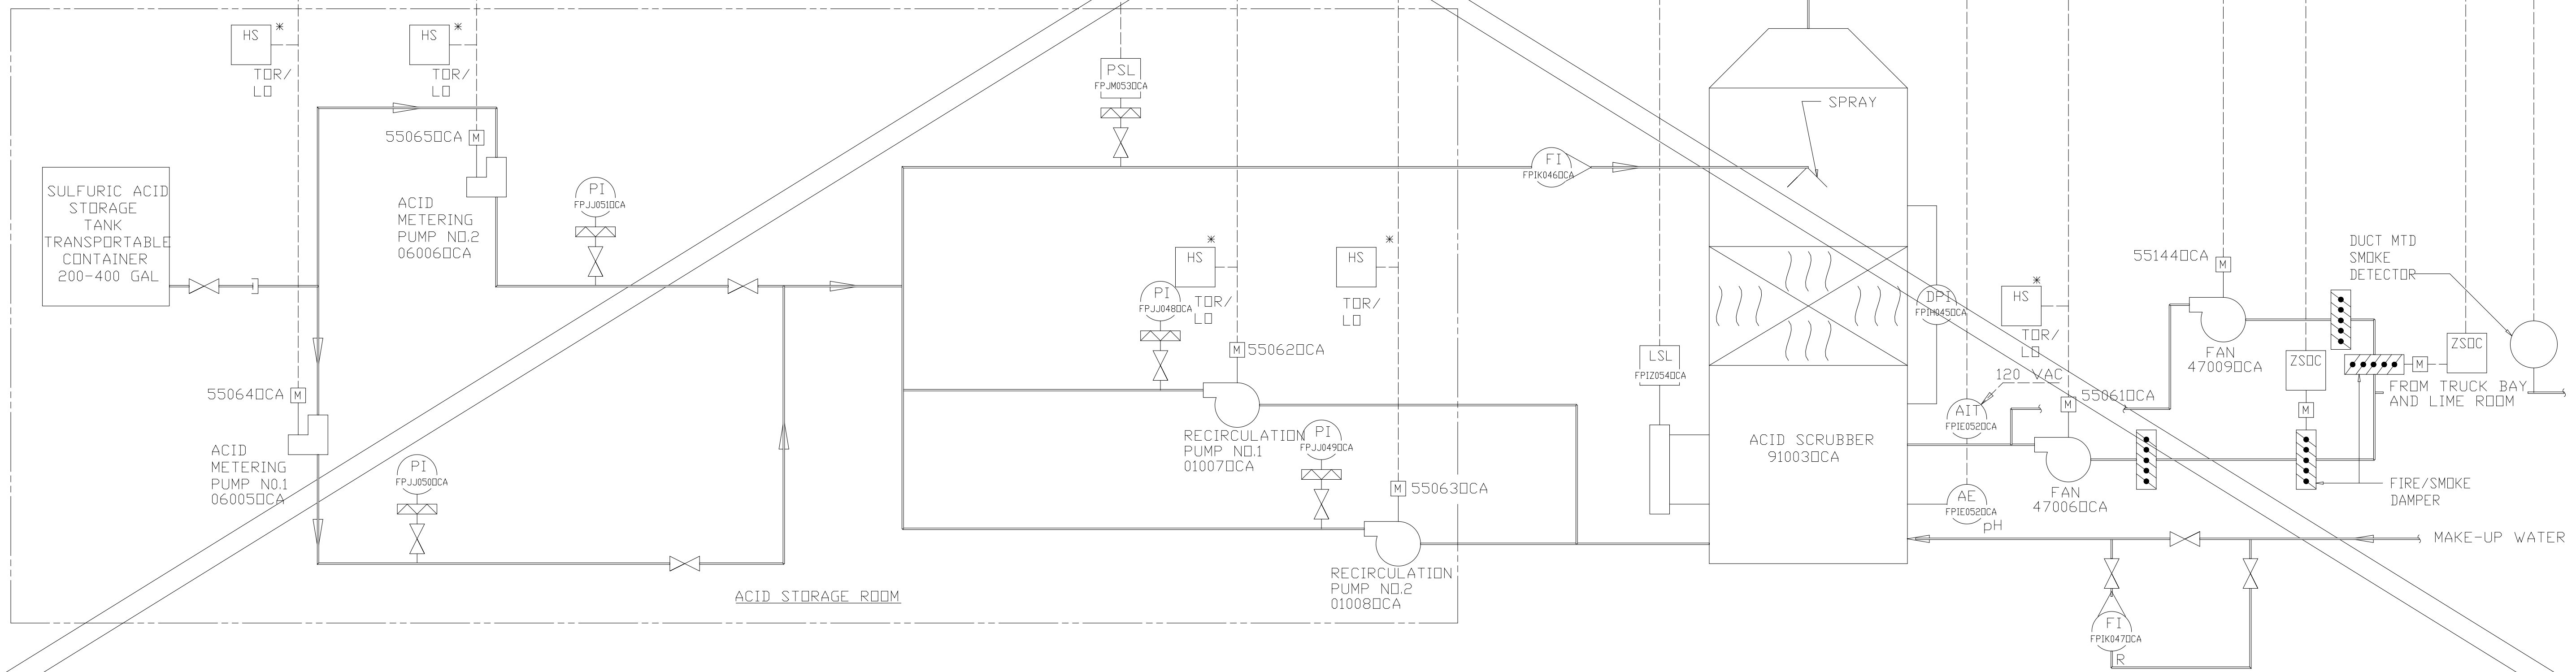 HS
*
TOR/
LO
HS
*
TOR/
LO
55065OCA
M
SULFURIC ACID
STORAGE
TANK
TRANSPORTABLE
CONTAINER
200-400 GAL
ACID
METERING
PUMP NO.2
06006OCA
PI
FPJJ051OCA
55064OCA
M
ACID
METERING
PUMP NO.1
06005OCA
PI
FPJJ050OCA
ACID STORAGE ROOM
PSL
FPJM053OCA
FI
FPIK046OCA
HS
*
TOR/
LO
HS
*
TOR/
LO
PI
FPJJ048OCA
M
55062OCA
RECIRCULATION
PUMP NO.1
01007OCA
PI
FPJJ049OCA
M
55063OCA
RECIRCULATION
PUMP NO.2
01008OCA
SPRAY
LSL
FPIZ054OCA
ACID SCRUBBER
91003OCA
DPI
FPIH045OCA
HS
*
TOR/
LO
120 VAC
AIT
FPIE052OCA
AE
FPIE052OCA
pH
M
55061OCA
FAN
47006OCA
55144OCA
M
FAN
47009OCA
ZSOC
M
M
ZSOC
DUCT MTD
SMOKE
DETECTOR
FROM TRUCK BAY
AND LIME ROOM
FIRE/SMOKE
DAMPER
MAKE-UP WATER
FI
FPIK047OCA
R